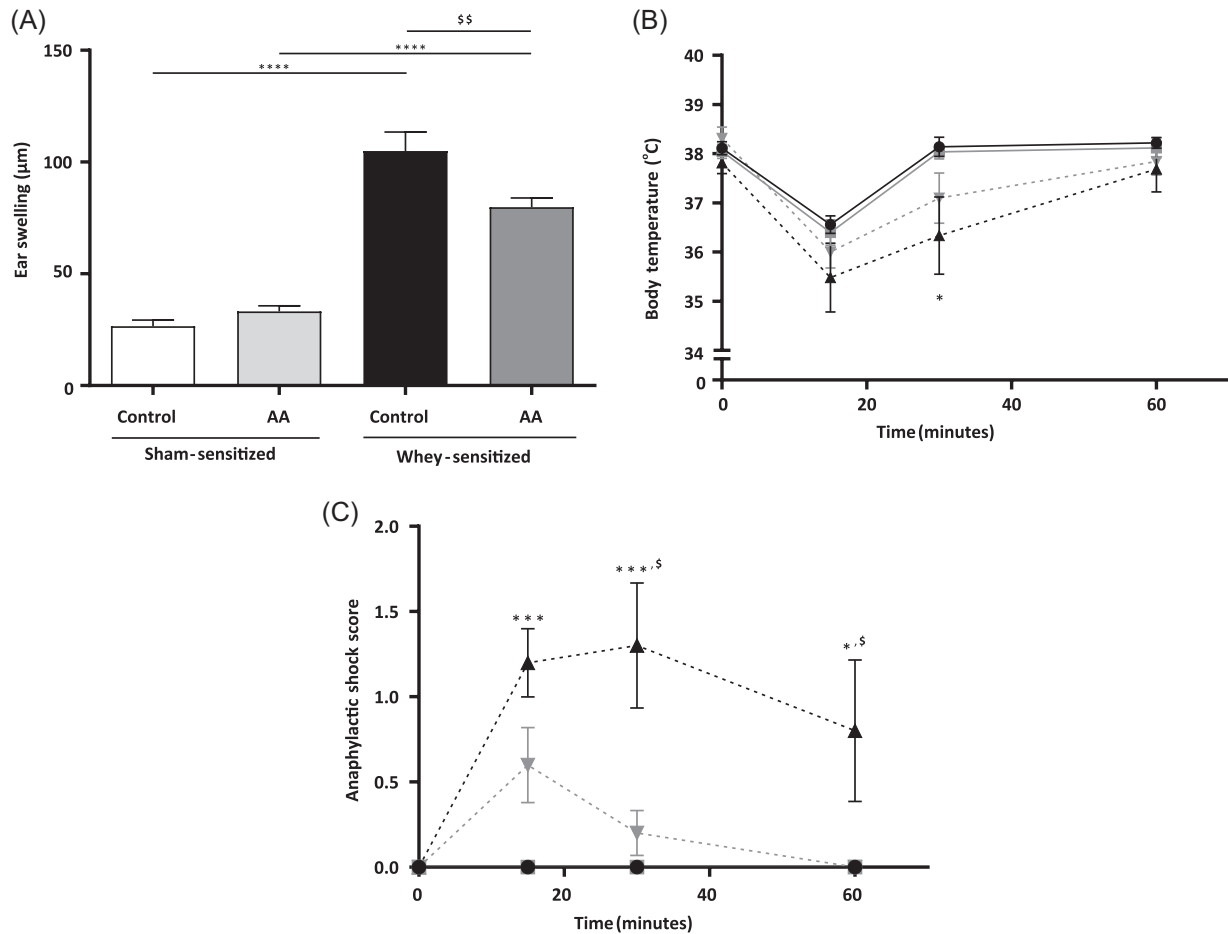 (A)
$$
****
****
150
100
50
0
Ear swelling (µm)
Control AA Control AA
Sham-sensitized Whey-sensitized
(B)
40
39
38
37
36
35
34
0
Body temperature (°C)
*
0 20 40 60
Time (minutes)
(C)
2.0
1.5
1.0
0.5
0.0
Anaphylactic shock score
***
***,$
*,$
0 20 40 60
Time (minutes)